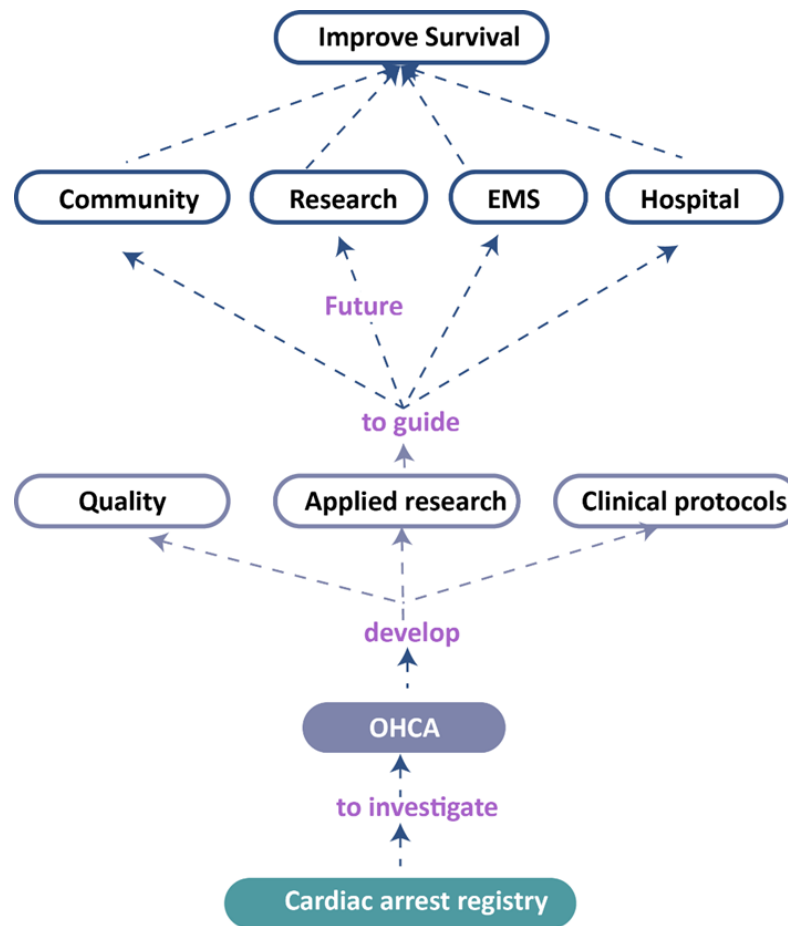 Improve Survival
Community
Research
EMS
Hospital
Future
to guide
Quality
Applied research
Clinical protocols
develop
OHCA
to investigate
Cardiac arrest registry